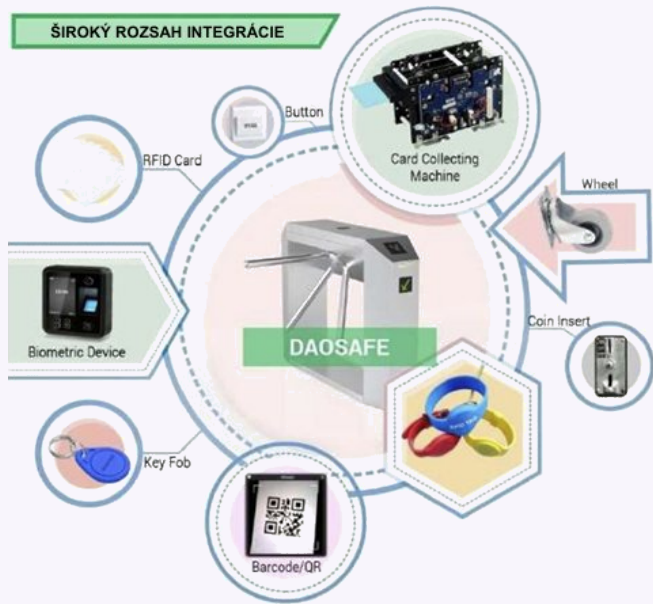 ŠIROKÝ ROZSAH INTEGRÁCIE
Button
RFID Card
Card Collecting
Machine
Wheel
Biometric Device
DAOSAFE
Coin Insert
Key Fob
Barcode/QR